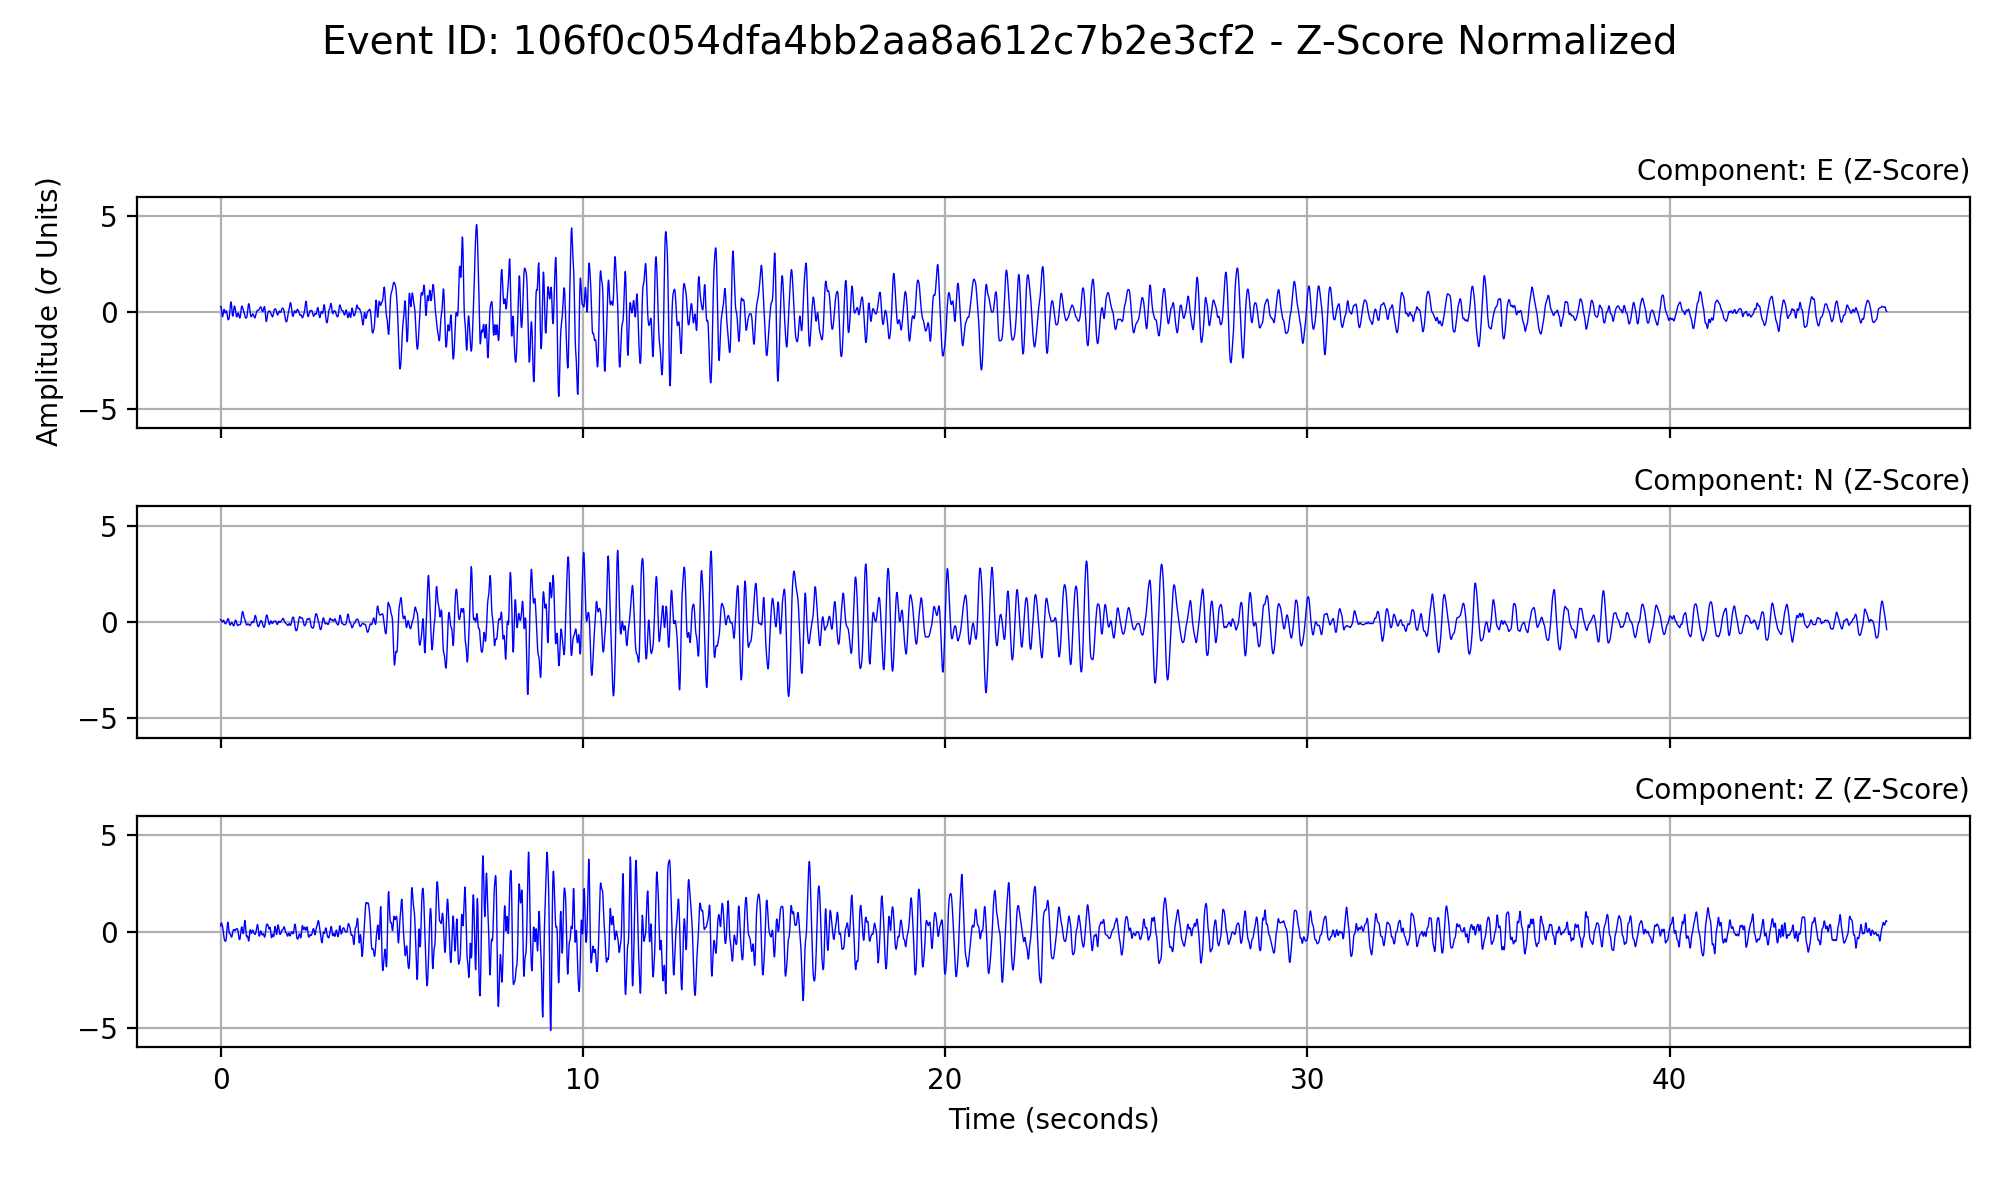 Event ID: 106f0c054dfa4bb2aa8a612c7b2e3cf2 - Z-Score Normalized
Component: E (Z-Score)
Amplitude (σ Units)
5
0
−5
Component: N (Z-Score)
5
0
−5
Component: Z (Z-Score)
5
0
−5
0 10 20 30 40
Time (seconds)